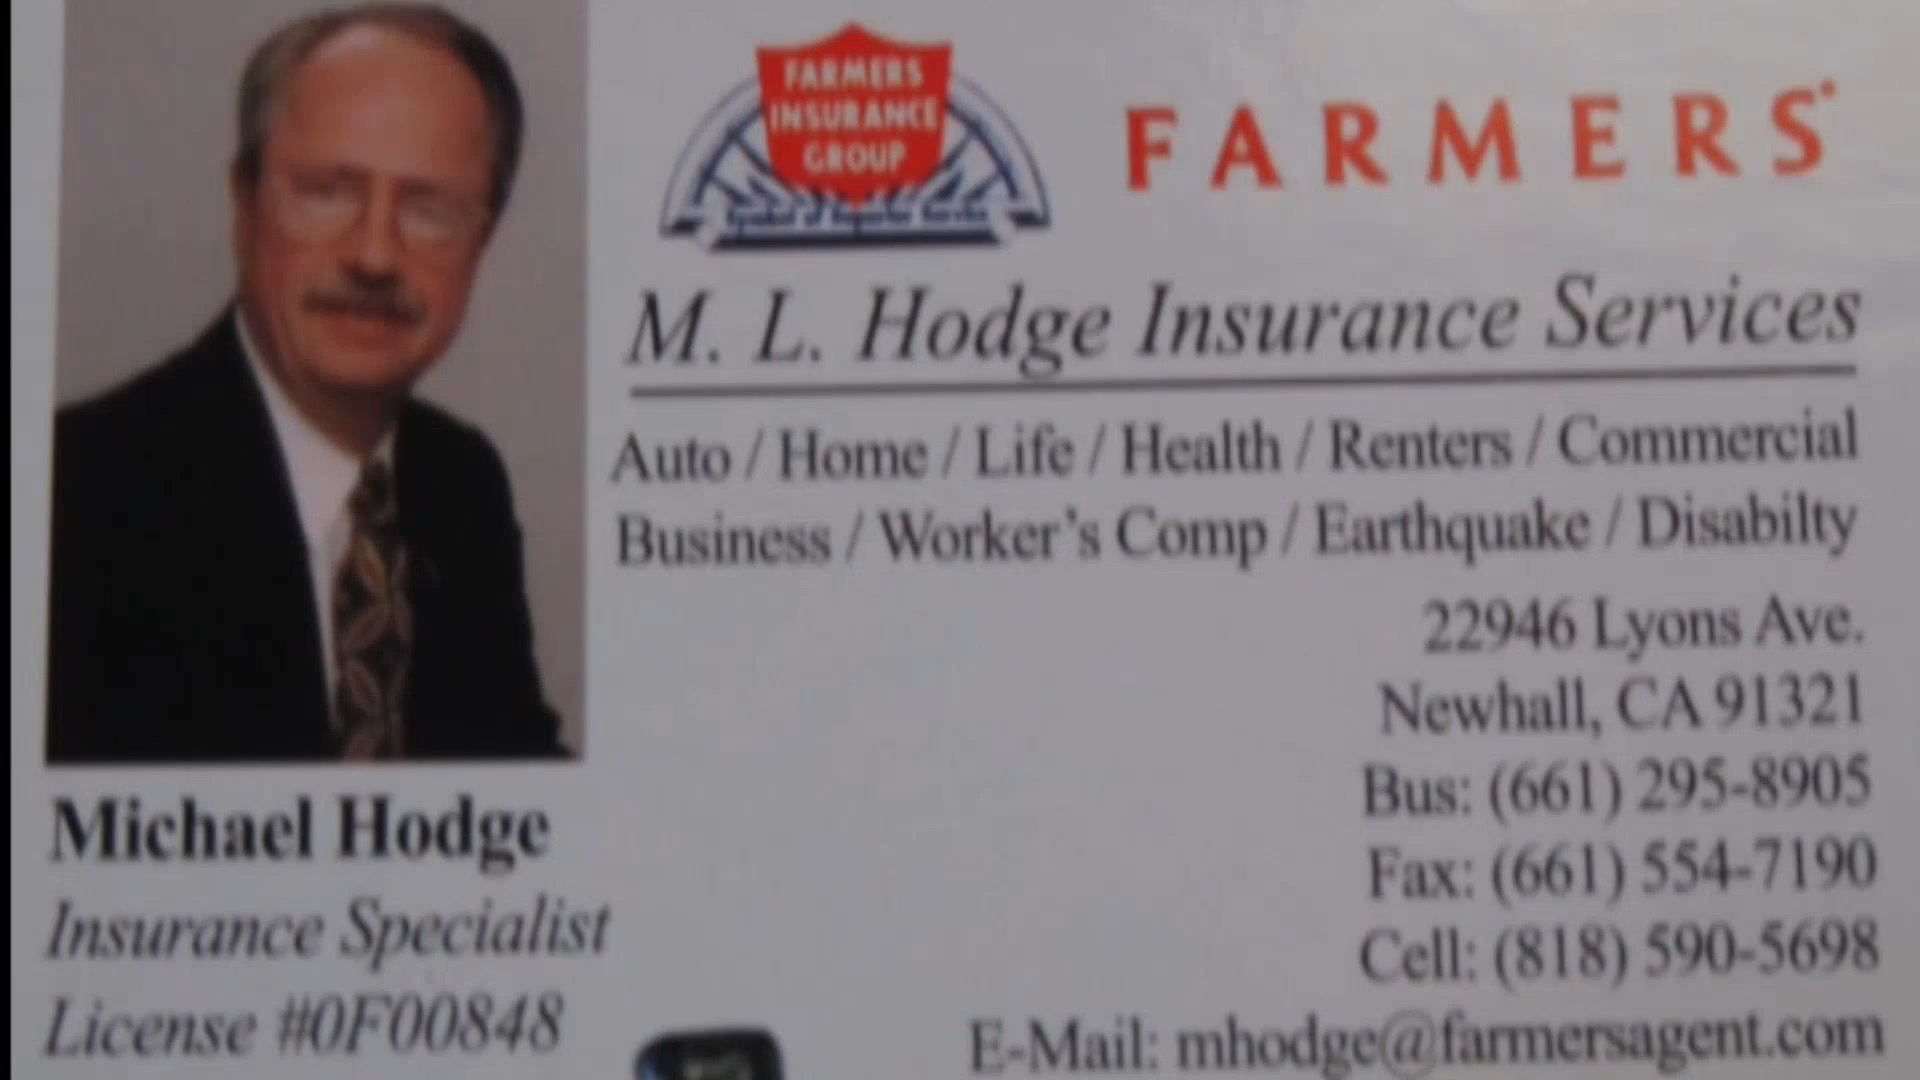 FARMERS
INSURANCE
GROUP
FARMERS
M. L. Hodge Insurance Services
Auto / Home / Life / Health / Renters / Commercial
Business / Worker's Comp / Earthquake / Disabilty
22946 Lyons Ave.
Newhall, CA 91321
Bus: (661) 295-8905
Fax: (661) 554-7190
Cell: (818) 590-5698
E-Mail: mhodge@farmersagent.com
Michael Hodge
Insurance Specialist
License #0F00848